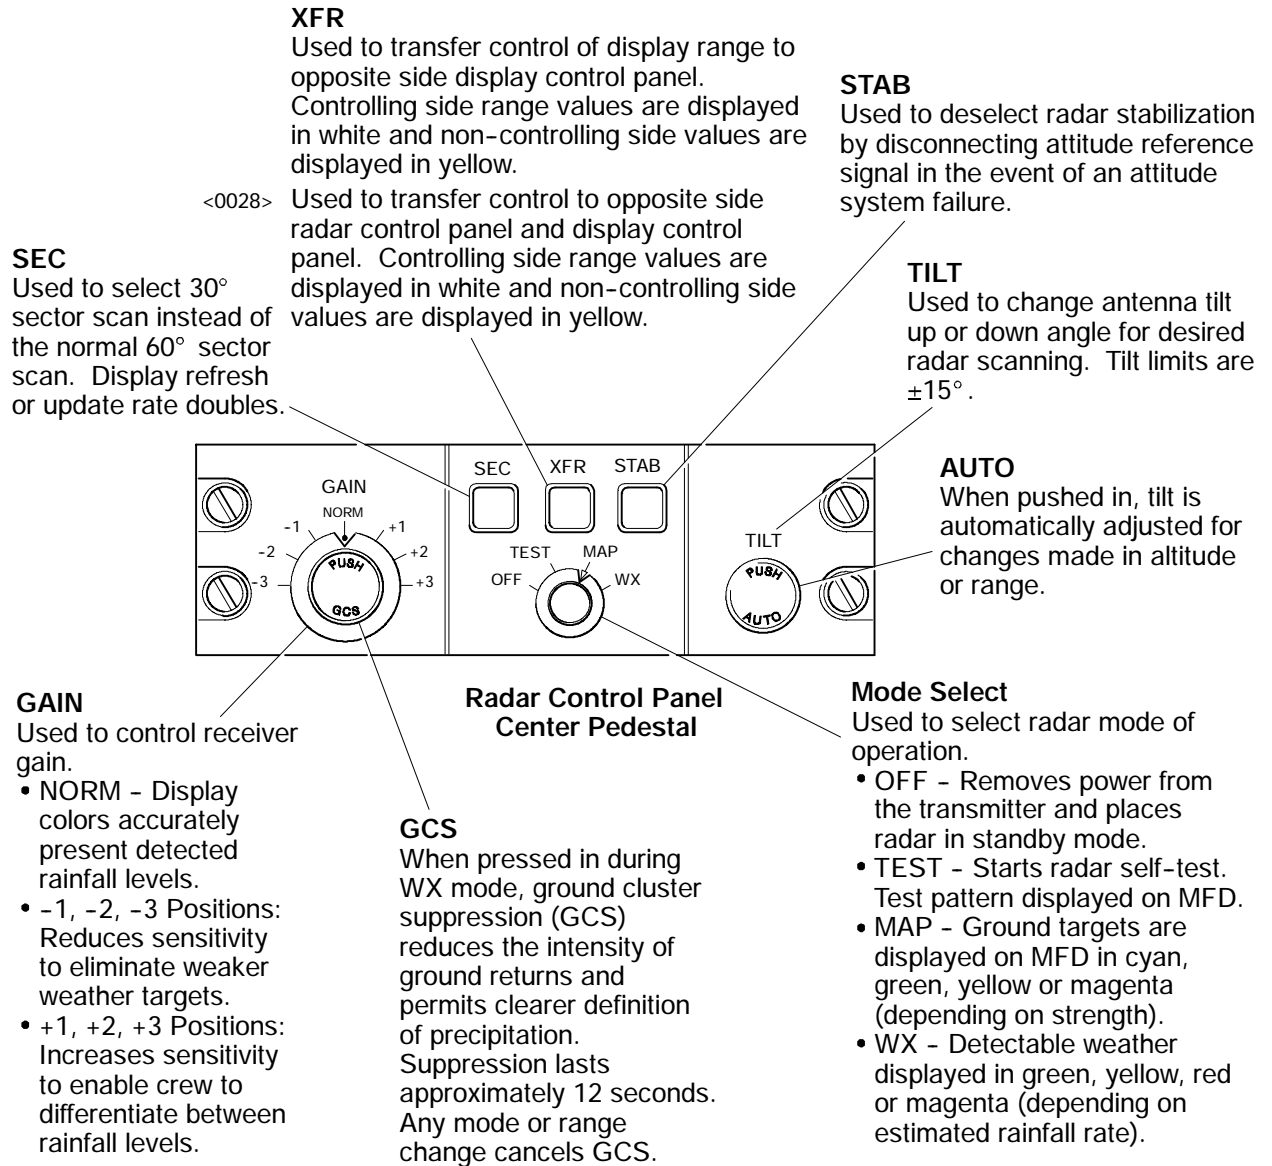 XFR
Used to transfer control of display range to
opposite side display control panel.
Controlling side range values are displayed
in white and non-controlling side values are
displayed in yellow.
<0028> Used to transfer control to opposite side
radar control panel and display control
panel. Controlling side range values are
displayed in white and non-controlling side
values are displayed in yellow.
STAB
Used to deselect radar stabilization
by disconnecting attitude reference
signal in the event of an attitude
system failure.
SEC
Used to select 30°
sector scan instead of
the normal 60° sector
scan. Display refresh
or update rate doubles.
TILT
Used to change antenna tilt
up or down angle for desired
radar scanning. Tilt limits are
±15°.
AUTO
When pushed in, tilt is
automatically adjusted for
changes made in altitude
or range.
GAIN
NORM
-1
-2
-3
+1
+2
+3
PUSH
GCS
SEC
XFR
STAB
TEST
MAP
OFF
WX
TILT
PUSH
AUTO
Radar Control Panel
Center Pedestal
GAIN
Used to control receiver
gain.
• NORM - Display
colors accurately
present detected
rainfall levels.
• -1, -2, -3 Positions:
Reduces sensitivity
to eliminate weaker
weather targets.
• +1, +2, +3 Positions:
Increases sensitivity
to enable crew to
differentiate between
rainfall levels.
GCS
When pressed in during
WX mode, ground cluster
suppression (GCS)
reduces the intensity of
ground returns and
permits clearer definition
of precipitation.
Suppression lasts
approximately 12 seconds.
Any mode or range
change cancels GCS.
Mode Select
Used to select radar mode of
operation.
• OFF - Removes power from
the transmitter and places
radar in standby mode.
• TEST - Starts radar self-test.
Test pattern displayed on MFD.
• MAP - Ground targets are
displayed on MFD in cyan,
green, yellow or magenta
(depending on strength).
• WX - Detectable weather
displayed in green, yellow, red
or magenta (depending on
estimated rainfall rate).